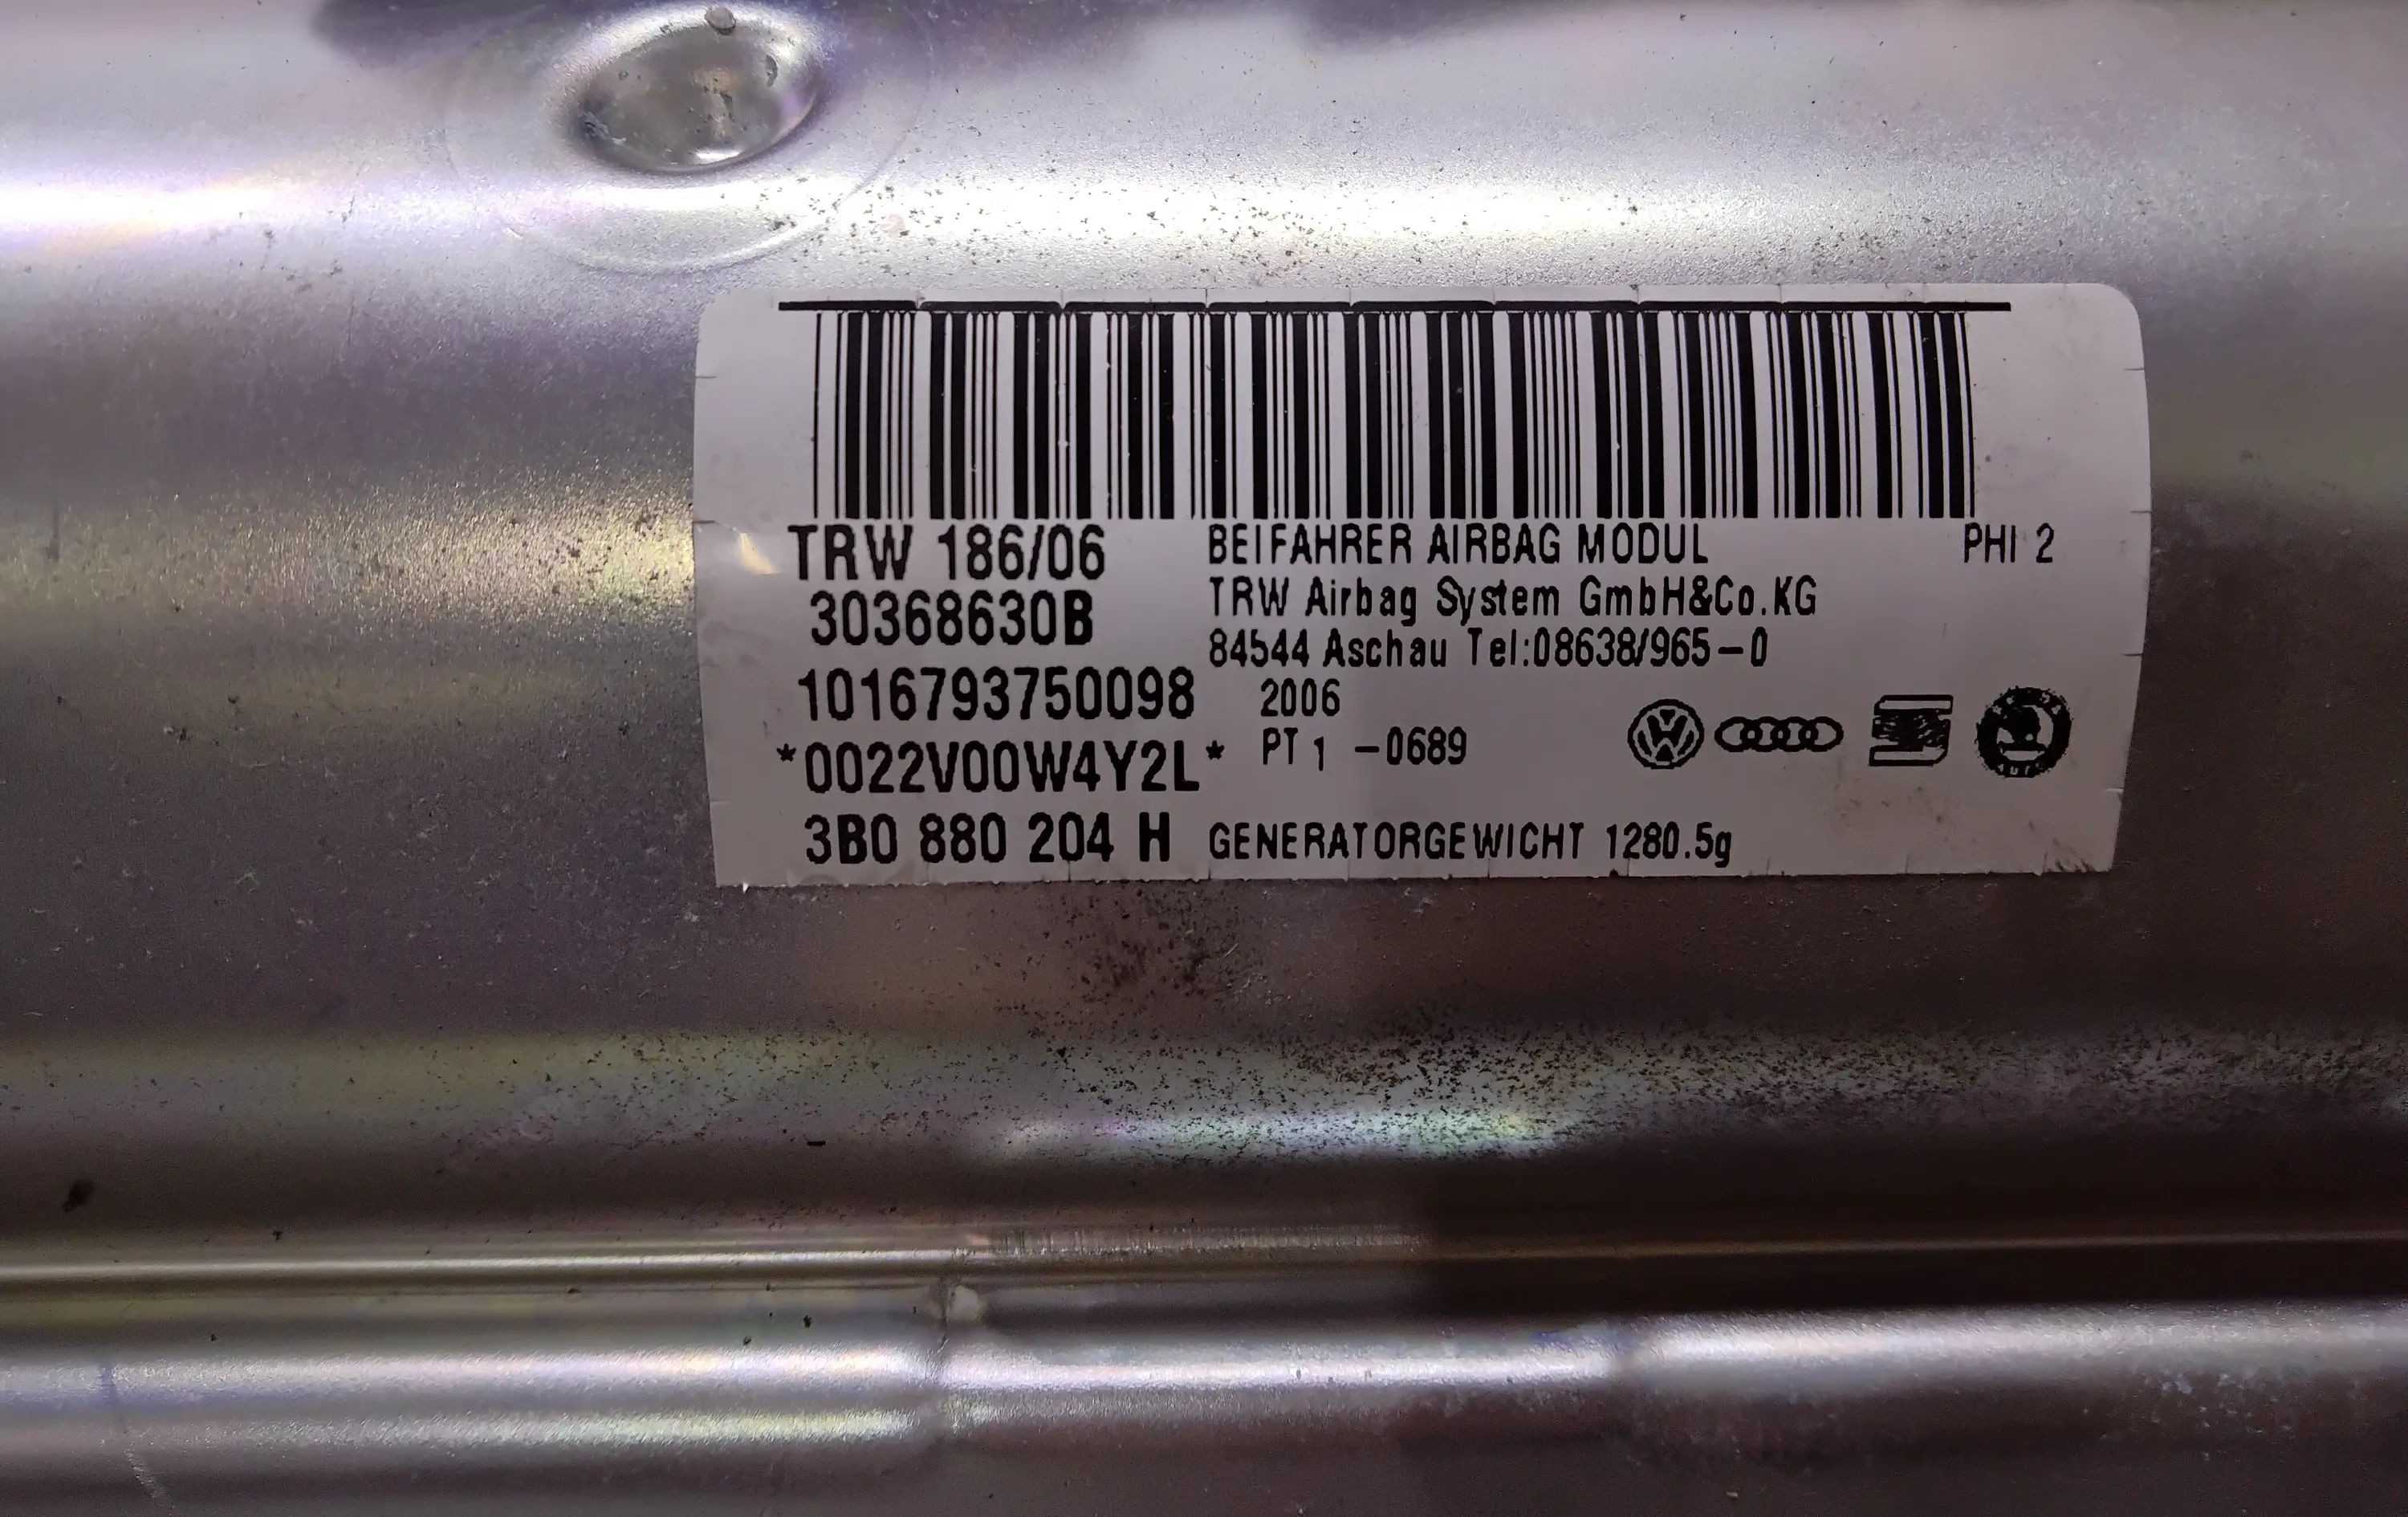 TRW 186/06
30368630B
1016793750098
*0022V00W4Y2L*
3B0 880 204 H
BEIFAHRER AIRBAG MODUL PHI 2
TRW Airbag System GmbH&Co.KG
84544 Aschau Tel:08638/965-0
2006
PT 1 -0689
GENERATORGEWICHT 1280.5g